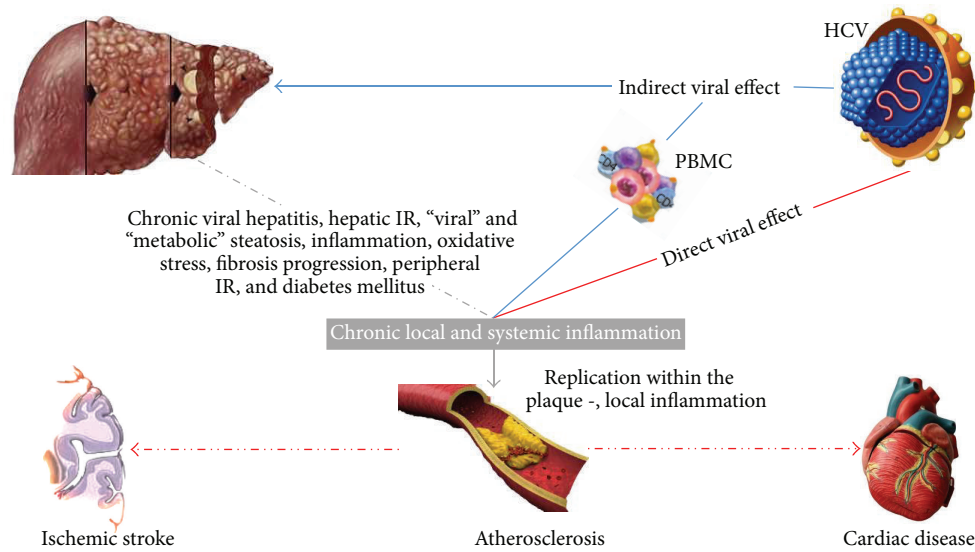 HCV
Indirect viral effect
PBMC
CD4
CD4
Direct viral effect
Chronic viral hepatitis, hepatic IR, “viral” and
“metabolic” steatosis, inflammation, oxidative
stress, fibrosis progression, peripheral
IR, and diabetes mellitus
Chronic local and systemic inflammation
Replication within the
plaque -, local inflammation
Ischemic stroke
Atherosclerosis
Cardiac disease